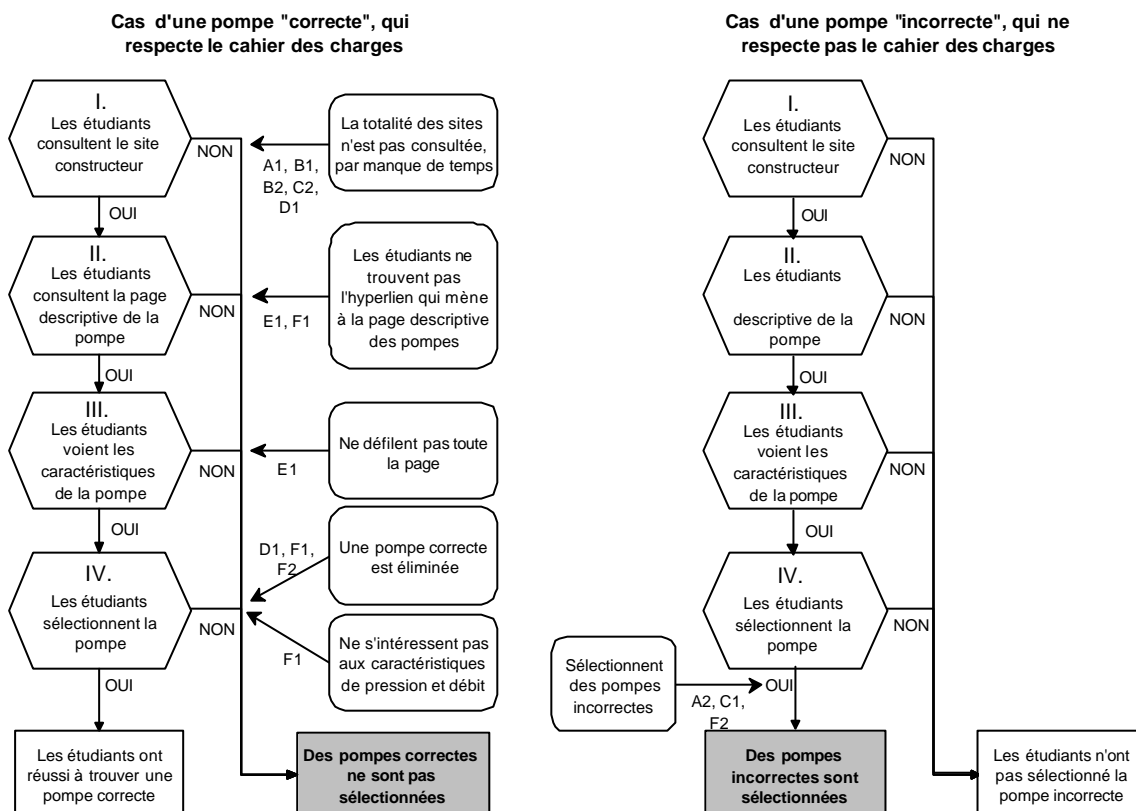 Cas d'une pompe "correcte", qui
respecte le cahier des charges
I.
Les étudiants
consultent le site
constructeur
NON
OUI
La totalité des sites
n'est pas consultée,
par manque de temps
A1, B1,
B2, C2,
D1
II.
Les étudiants
consultent la page
descriptive de la
pompe
NON
OUI
Les étudiants ne
trouvent pas
l'hyperlien qui mène
à la page descriptive
des pompes
E1, F1
III.
Les étudiants
voient les
caractéristiques
de la pompe
NON
OUI
Ne défilent pas toute
la page
E1
IV.
Les étudiants
sélectionnent la
pompe
NON
OUI
Une pompe correcte
est éliminée
D1, F1,
F2
Ne s'intéressent pas
aux caractéristiques
de pression et débit
F1
Les étudiants ont
réussi à trouver une
pompe correcte
Des pompes correctes
ne sont pas
sélectionnées
Cas d'une pompe "incorrecte", qui ne
respecte pas le cahier des charges
I.
Les étudiants
consultent le site
constructeur
NON
OUI
II.
Les étudiants
descriptive de la
pompe
NON
OUI
III.
Les étudiants
voient les
caractéristiques
de la pompe
NON
OUI
IV.
Les étudiants
sélectionnent la
pompe
NON
OUI
Sélectionnent
des pompes
incorrectes
A2, C1,
F2
Des pompes
incorrectes sont
sélectionnées
Les étudiants n'ont
pas sélectionné la
pompe incorrecte